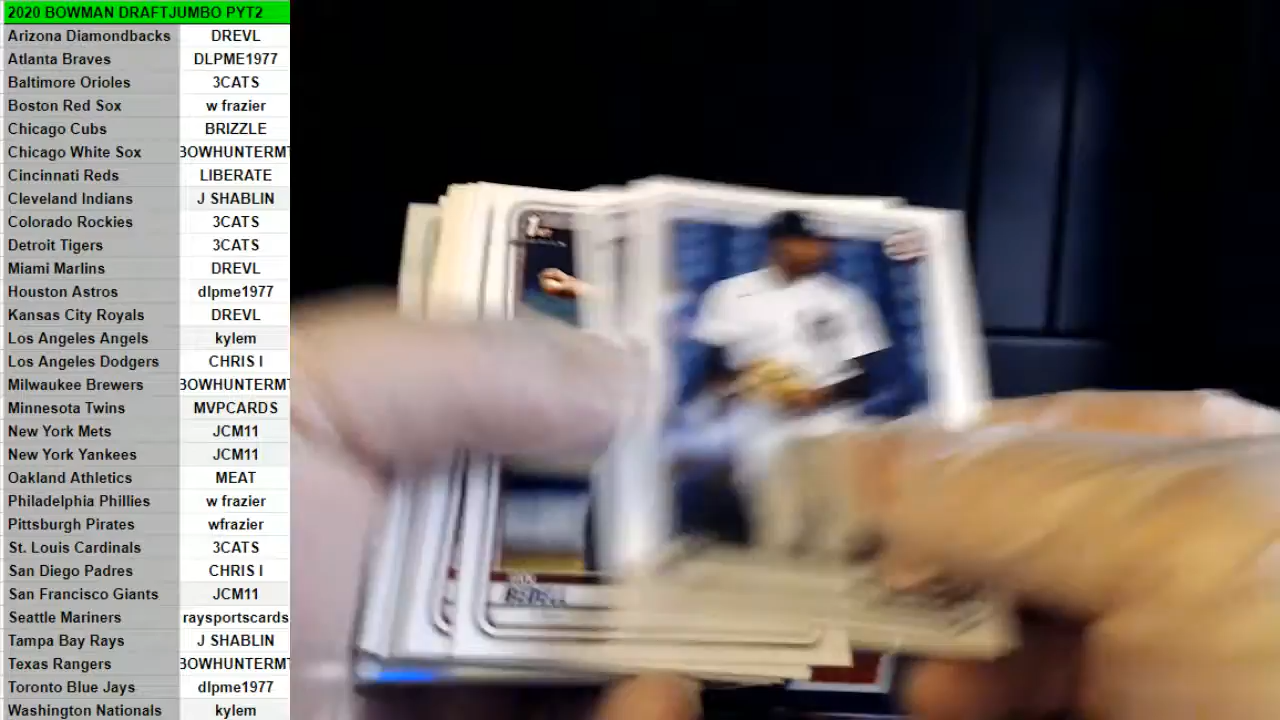 2020 BOWMAN DRAFTJUMBO PYT2
Arizona Diamondbacks DREVL
Atlanta Braves DLPME1977
Baltimore Orioles 3CATS
Boston Red Sox w frazier
Chicago Cubs BRIZZLE
Chicago White Sox BOWHUNTERMT
Cincinnati Reds LIBERATE
Cleveland Indians J SHABLIN
Colorado Rockies 3CATS
Detroit Tigers 3CATS
Miami Marlins DREVL
Houston Astros dlpme1977
Kansas City Royals DREVL
Los Angeles Angels kylem
Los Angeles Dodgers CHRIS I
Milwaukee Brewers BOWHUNTERMT
Minnesota Twins MVPCARDS
New York Mets JCM11
New York Yankees JCM11
Oakland Athletics MEAT
Philadelphia Phillies w frazier
Pittsburgh Pirates wfrazier
St. Louis Cardinals 3CATS
San Diego Padres CHRIS I
San Francisco Giants JCM11
Seattle Mariners raysportscards
Tampa Bay Rays J SHABLIN
Texas Rangers BOWHUNTERMT
Toronto Blue Jays dlpme1977
Washington Nationals kylem